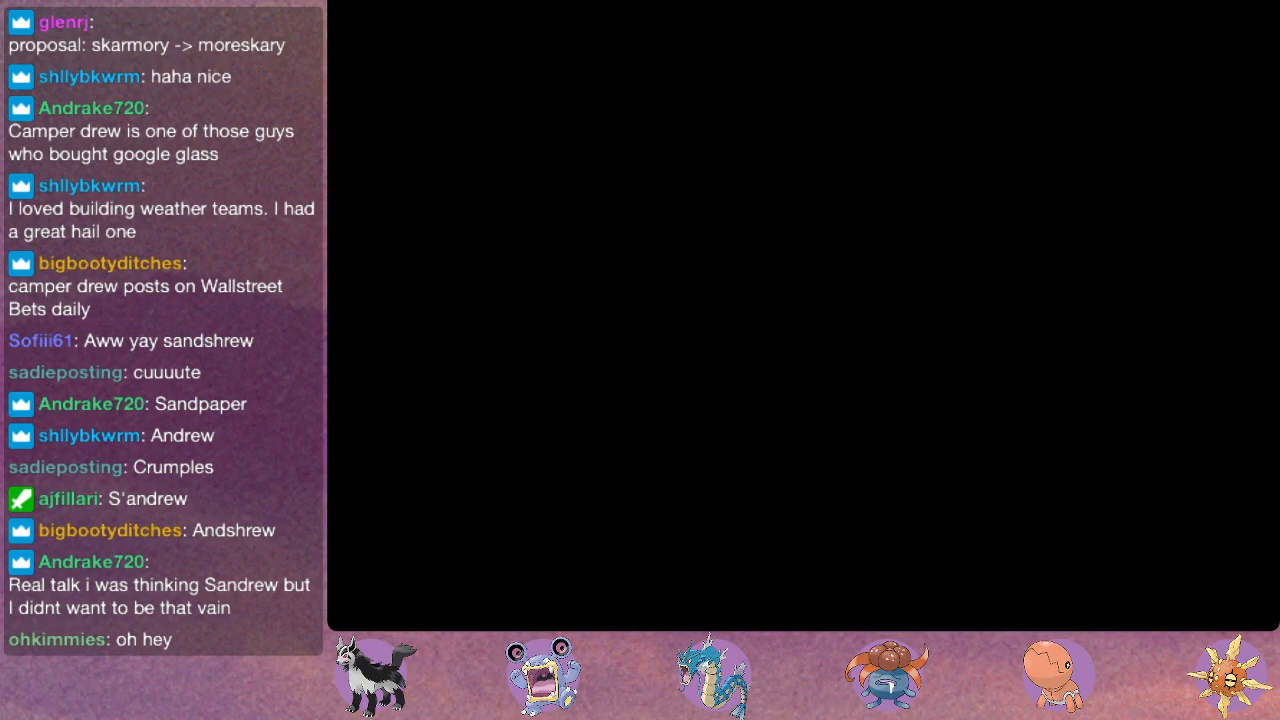 glenrj:
proposal: skarmory -> moreskary
shllybkwrm: haha nice
Andrake720:
Camper drew is one of those guys
who bought google glass
shllybkwrm:
I loved building weather teams. I had
a great hail one
bigbootyditches:
camper drew posts on Wallstreet
Bets daily
Sofiii61: Aww yay sandshrew
sadieposting: cuuuute
Andrake720: Sandpaper
shllybkwrm: Andrew
sadieposting: Crumples
ajfillari: S'andrew
bigbootyditches: Andshrew
Andrake720:
Real talk i was thinking Sandrew but
I didnt want to be that vain
ohkimmies: oh hey